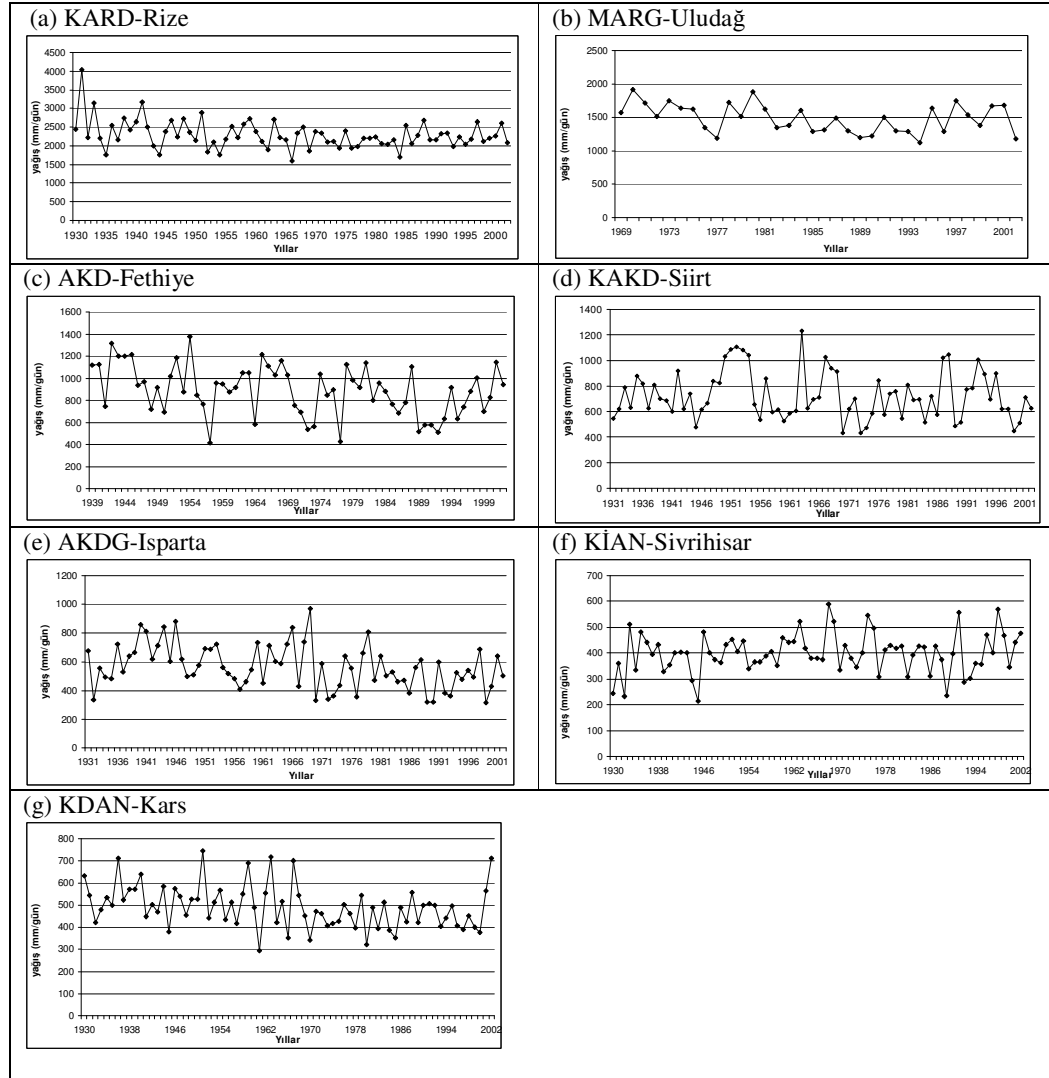 (a) KARD-Rize
yağış (mm/gün)
4500
4000
3500
3000
2500
2000
1500
1000
500
0
1930 1935 1940 1945 1950 1955 1960 1965 1970 1975 1980 1985 1990 1995 2000
Yıllar
(b) MARG-Uludağ
yağış (mm/gün)
2500
2000
1500
1000
500
0
1969 1973 1977 1981 1985 1989 1993 1997 2001
Yıllar
(c) AKD-Fethiye
yağış (mm/gün)
1600
1400
1200
1000
800
600
400
200
0
1939 1944 1949 1954 1959 1964 1969 1974 1979 1984 1989 1994 1999
Yıllar
(d) KAKD-Siirt
yağış (mm/gün)
1400
1200
1000
800
600
400
200
0
1931 1936 1941 1946 1951 1956 1961 1966 1971 1976 1981 1986 1991 1996 2001
Yıllar
(e) AKDG-Isparta
yağış (mm/gün)
1200
1000
800
600
400
200
0
1931 1936 1941 1946 1951 1956 1961 1966 1971 1976 1981 1986 1991 1996 2001
Yıllar
(f) KİAN-Sivrihisar
yağış (mm/gün)
700
600
500
400
300
200
100
0
1930 1938 1946 1954 1962 1970 1978 1986 1994 2002
Yıllar
(g) KDAN-Kars
yağış (mm/gün)
800
700
600
500
400
300
200
100
0
1930 1938 1946 1954 1962 1970 1978 1986 1994 2002
Yıllar